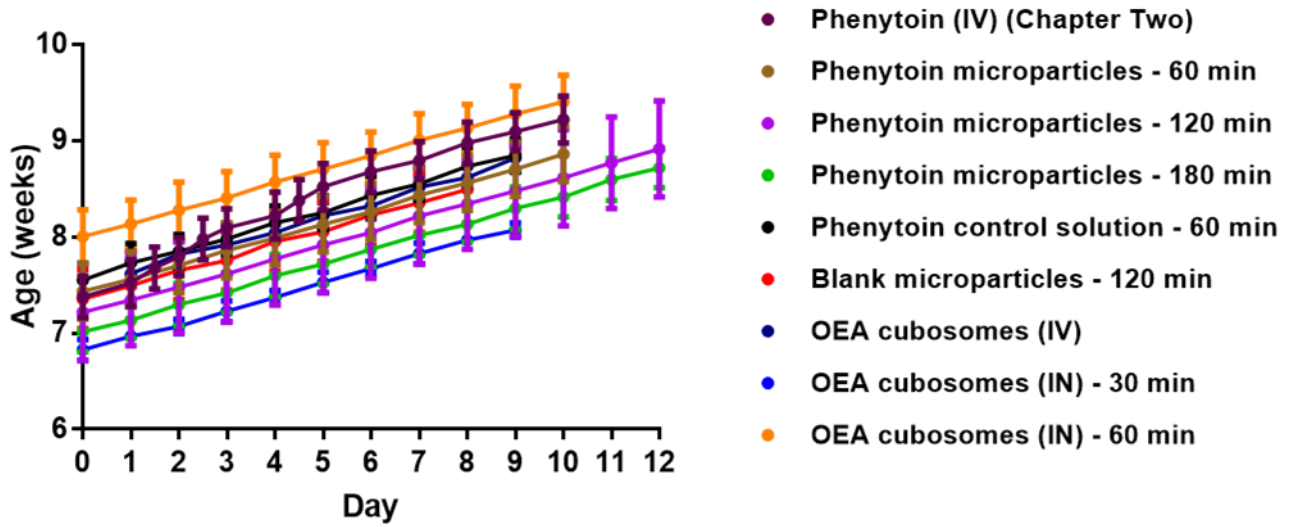 Age (weeks)
10
9
8
7
6
0 1 2 3 4 5 6 7 8 9 10 11 12
Day
Phenytoin (IV) (Chapter Two)
Phenytoin microparticles - 60 min
Phenytoin microparticles - 120 min
Phenytoin microparticles - 180 min
Phenytoin control solution - 60 min
Blank microparticles - 120 min
OEA cubosomes (IV)
OEA cubosomes (IN) - 30 min
OEA cubosomes (IN) - 60 min